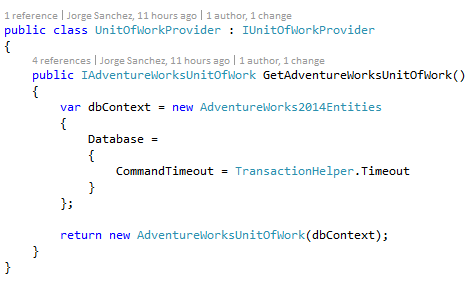 1 reference | Jorge Sanchez, 11 hours ago | 1 author, 1 change
public class UnitOfWorkProvider : IUnitOfWorkProvider
{
4 references | Jorge Sanchez, 11 hours ago | 1 author, 1 change
public IAdventureWorksUnitOfWork GetAdventureWorksUnitOfWork()
{
var dbContext = new AdventureWorks2014Entities
{
Database =
{
CommandTimeout = TransactionHelper.Timeout
}
};
return new AdventureWorksUnitOfWork(dbContext);
}
}